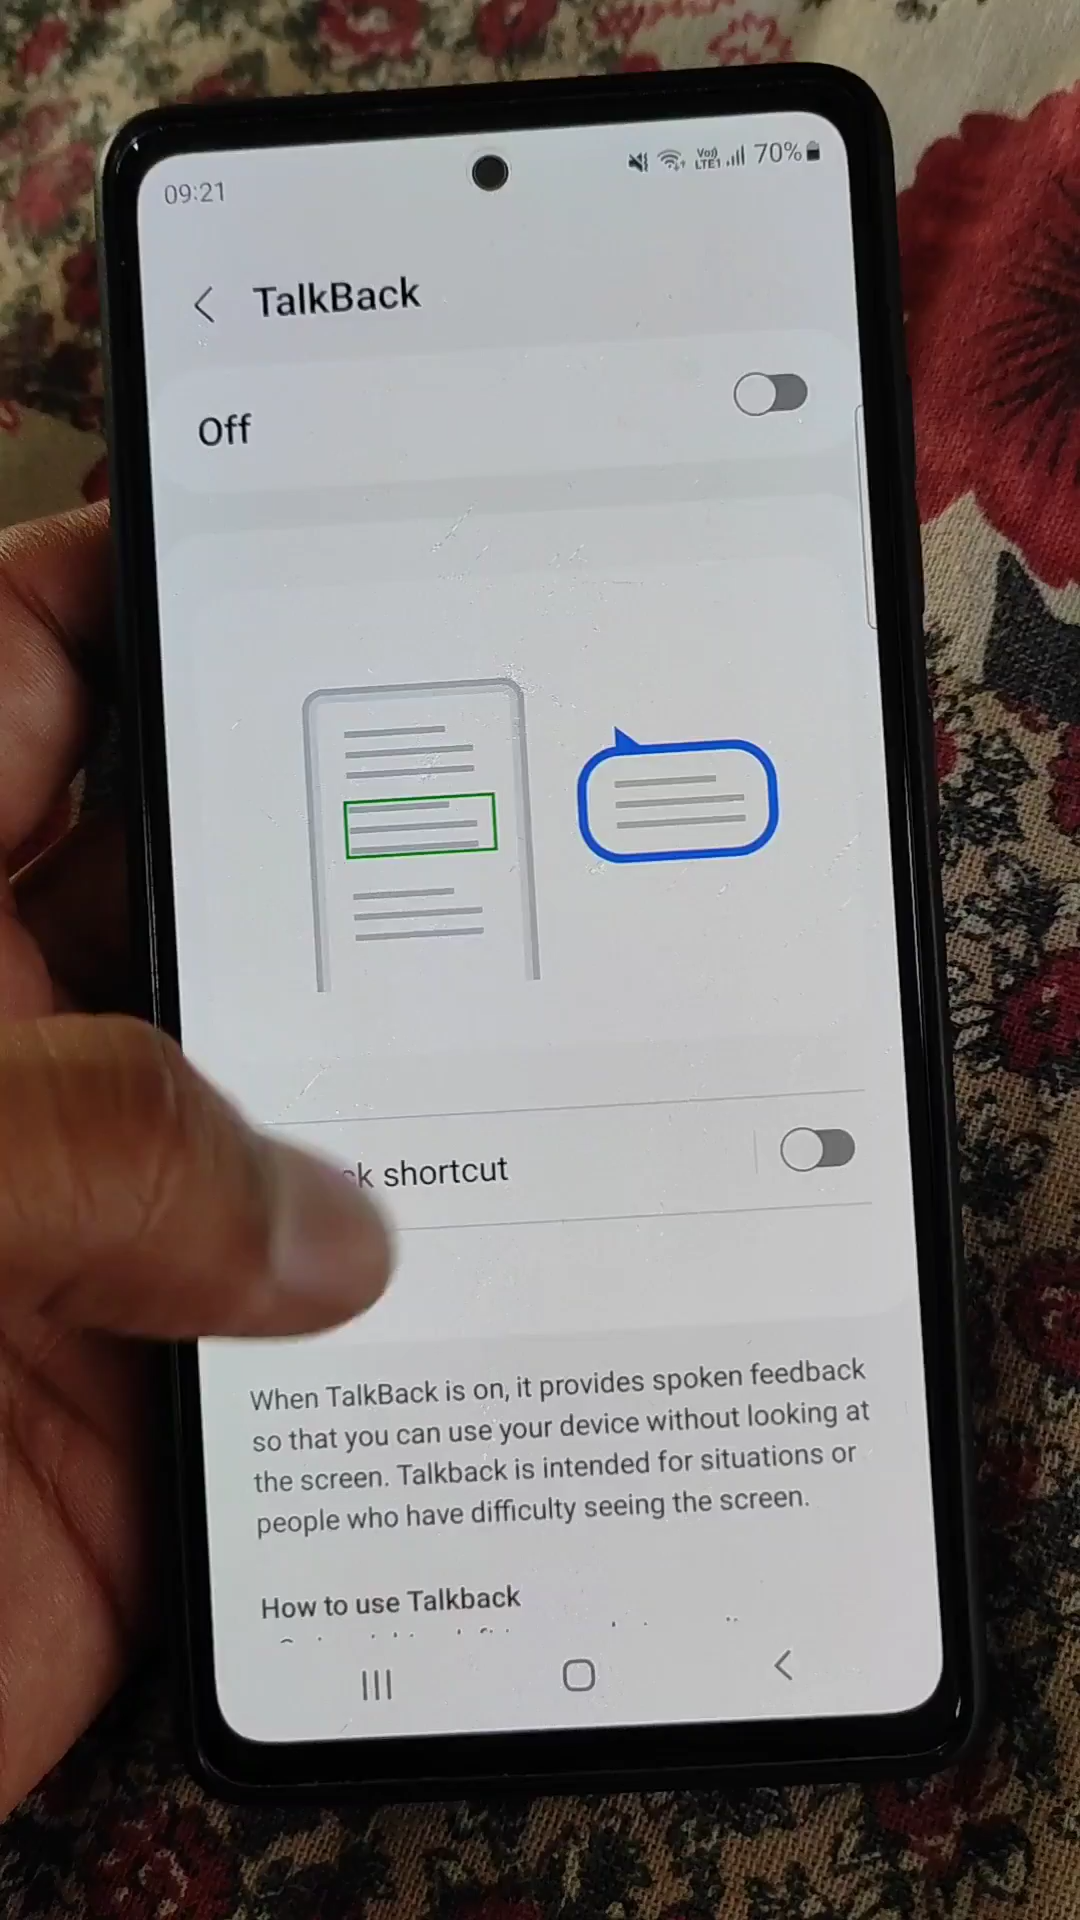 09:21
Vo)) LTE1 70%
TalkBack
Off
shortcut
When TalkBack is on, it provides spoken feedback
so that you can use your device without looking at
the screen. Talkback is intended for situations or
people who have difficulty seeing the screen.
How to use Talkback